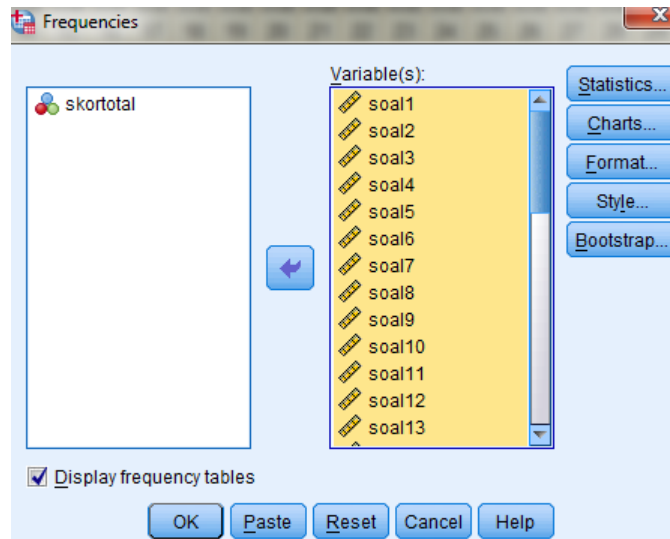 Frequencies
Variable(s):
skortotal
soal1
soal2
soal3
soal4
soal5
soal6
soal7
soal8
soal9
soal10
soal11
soal12
soal13
Statistics...
Charts...
Format...
Style...
Bootstrap...
Display frequency tables
OK Paste Reset Cancel Help